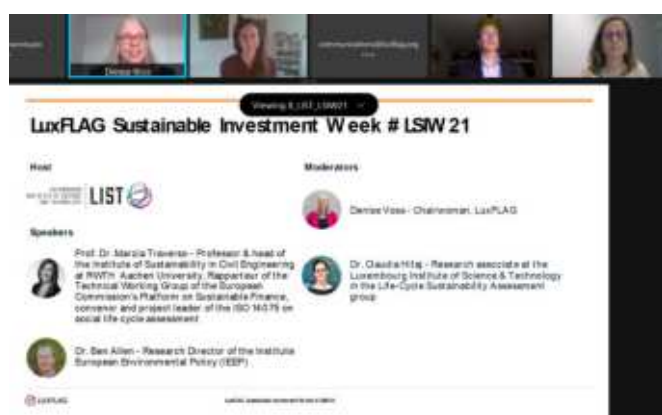 communications@luxflag.org
Denise Voss
Viewing 8_LIST_LSIW21
LuxFLAG Sustainable Investment Week # LSIW 21
Host
LIST
Speakers
Prof. Dr. Marzia Traverso - Professor & head of
the Institute of Sustainability in Civil Engineering
at RWTH Aachen University, Rapporteur of the
Technical Working Group of the European
Commission's Platform on Sustainable Finance,
convenor and project leader of the ISO 14075 on
social life cycle assessment
Dr. Ben Allen - Research Director of the Institute
European Environmental Policy (IEEP)
Moderators
Denise Voss - Chairwoman, LuxFLAG
Dr. Claudia Hitaj - Research associate at the
Luxembourg Institute of Science & Technology
in the Life-Cycle Sustainability Assessment
group
LUXFLAG